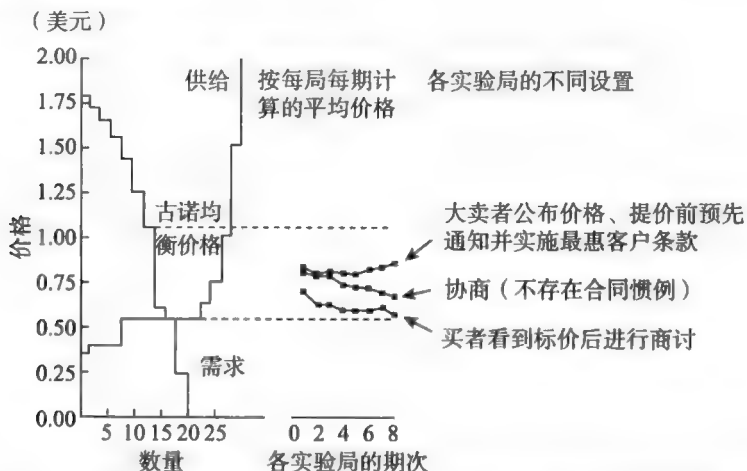 （美元）
2.00
1.75
1.50
1.25
1.00
0.75
0.50
0.25
0.00
价格
5 10 15 20 25
数量
供给
古诺均
衡价格
需求
按每局每期计
算的平均价格
0 2 4 6 8
各实验局的期次
各实验局的不同设置
大卖者公布价格、提价前预先
通知并实施最惠客户条款
协商（不存在合同惯例）
买者看到标价后进行商讨